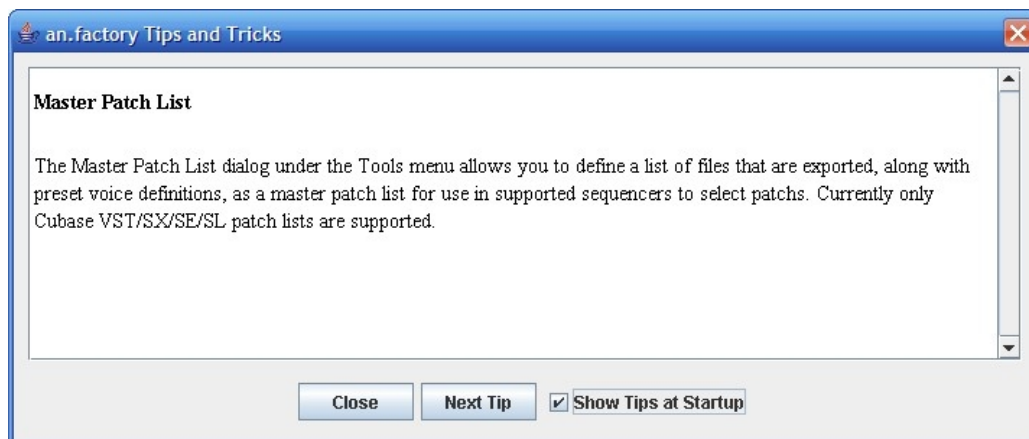 an.factory Tips and Tricks
Master Patch List
The Master Patch List dialog under the Tools menu allows you to define a list of files that are exported, along with
preset voice definitions, as a master patch list for use in supported sequencers to select patchs. Currently only
Cubase VST/SX/SE/SL patch lists are supported.
Close Next Tip Show Tips at Startup